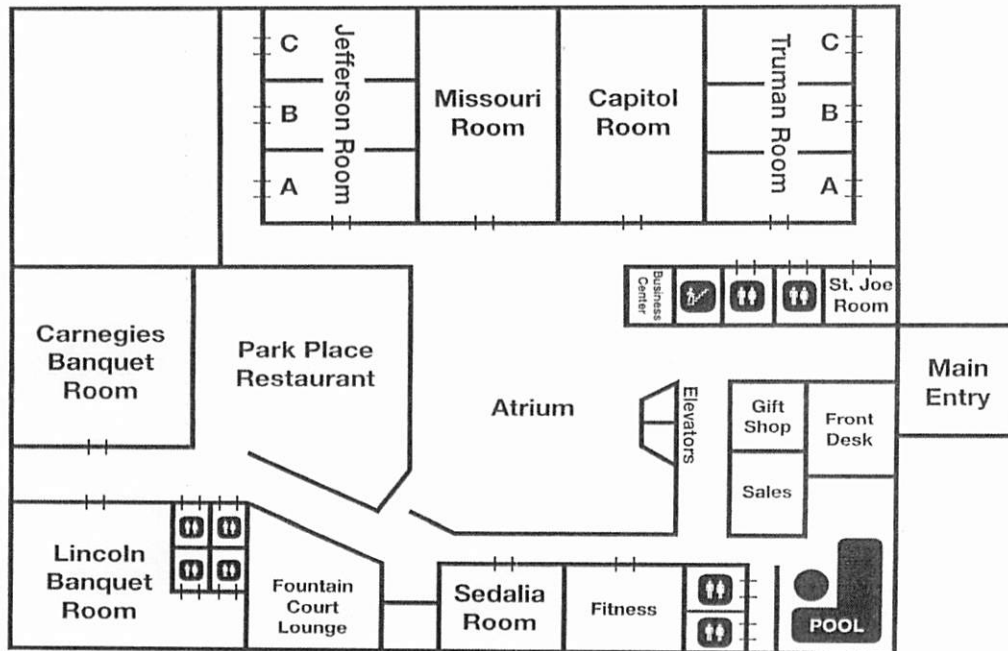 C
B
A
Jefferson Room
Missouri
Room
Capitol
Room
Truman Room
C
B
A
Business
Center
St. Joe
Room
Carnegies
Banquet
Room
Park Place
Restaurant
Atrium
Elevators
Gift
Shop
Front
Desk
Main
Entry
Sales
Lincoln
Banquet
Room
Fountain
Court
Lounge
Sedalia
Room
Fitness
POOL